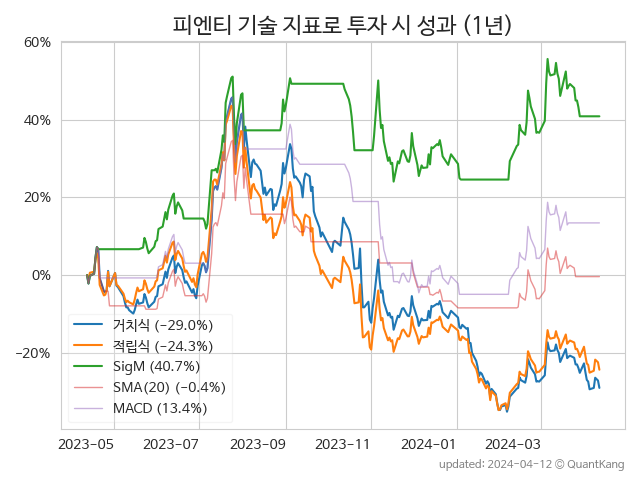 피엔티 기술 지표로 투자 시 성과 (1년)
60%
40%
20%
0%
−20%
거치식 (−29.0%)
적립식 (−24.3%)
SigM (40.7%)
SMA(20) (−0.4%)
MACD (13.4%)
2023-05 2023-07 2023-09 2023-11 2024-01 2024-03
updated: 2024-04-12 © QuantKang